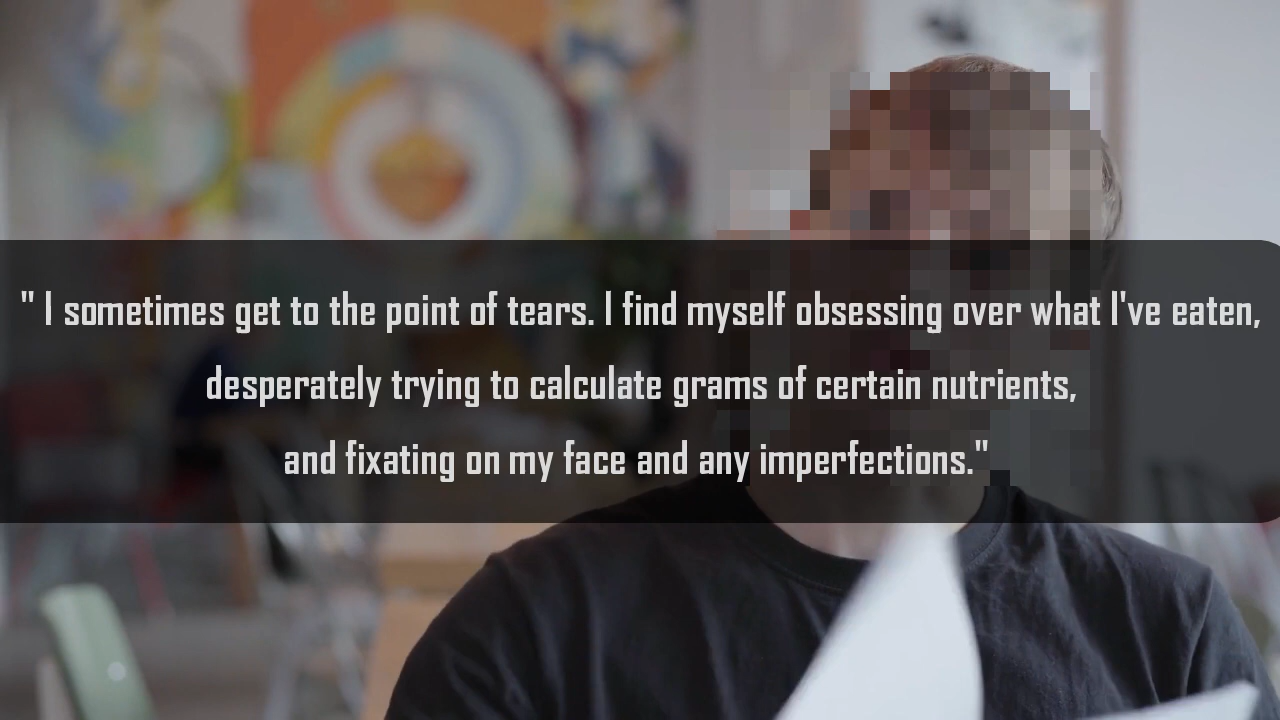 " I sometimes get to the point of tears. I find myself obsessing over what I've eaten,
desperately trying to calculate grams of certain nutrients,
and fixating on my face and any imperfections."